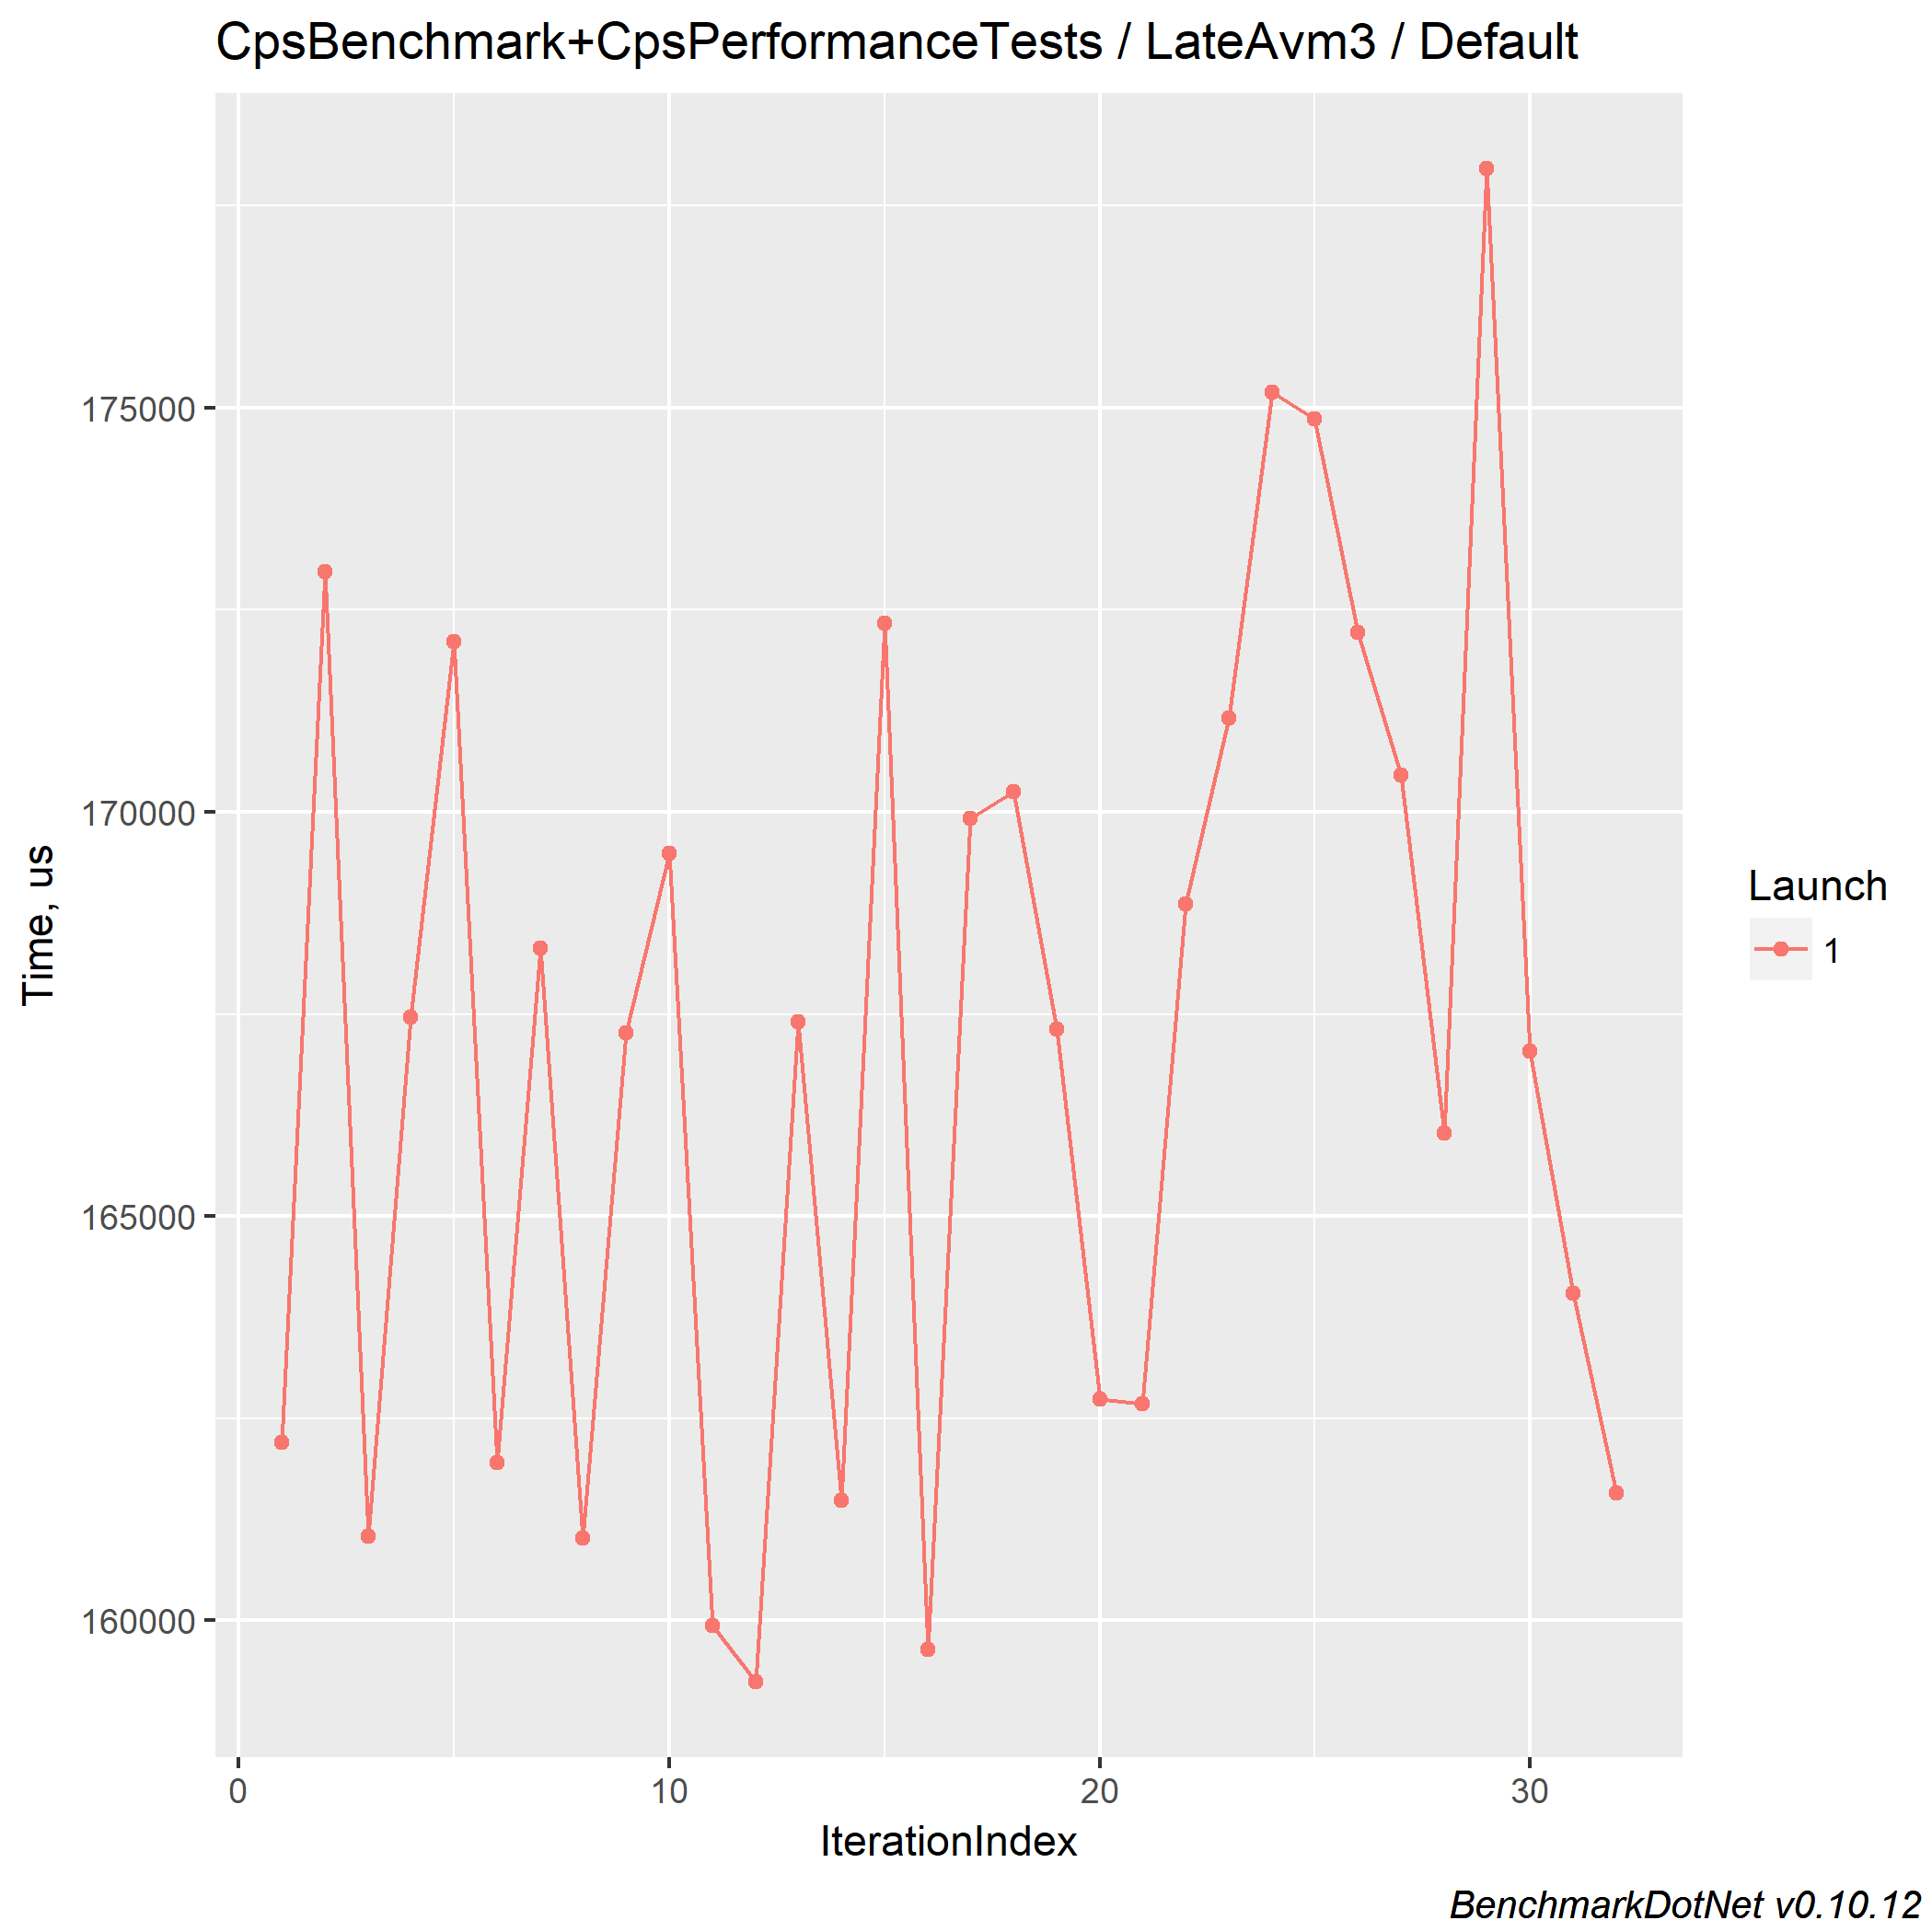 CpsBenchmark+CpsPerformanceTests / LateAvm3 / Default
Time, us
175000
170000
165000
160000
0 10 20 30
IterationIndex
Launch
1
BenchmarkDotNet v0.10.12